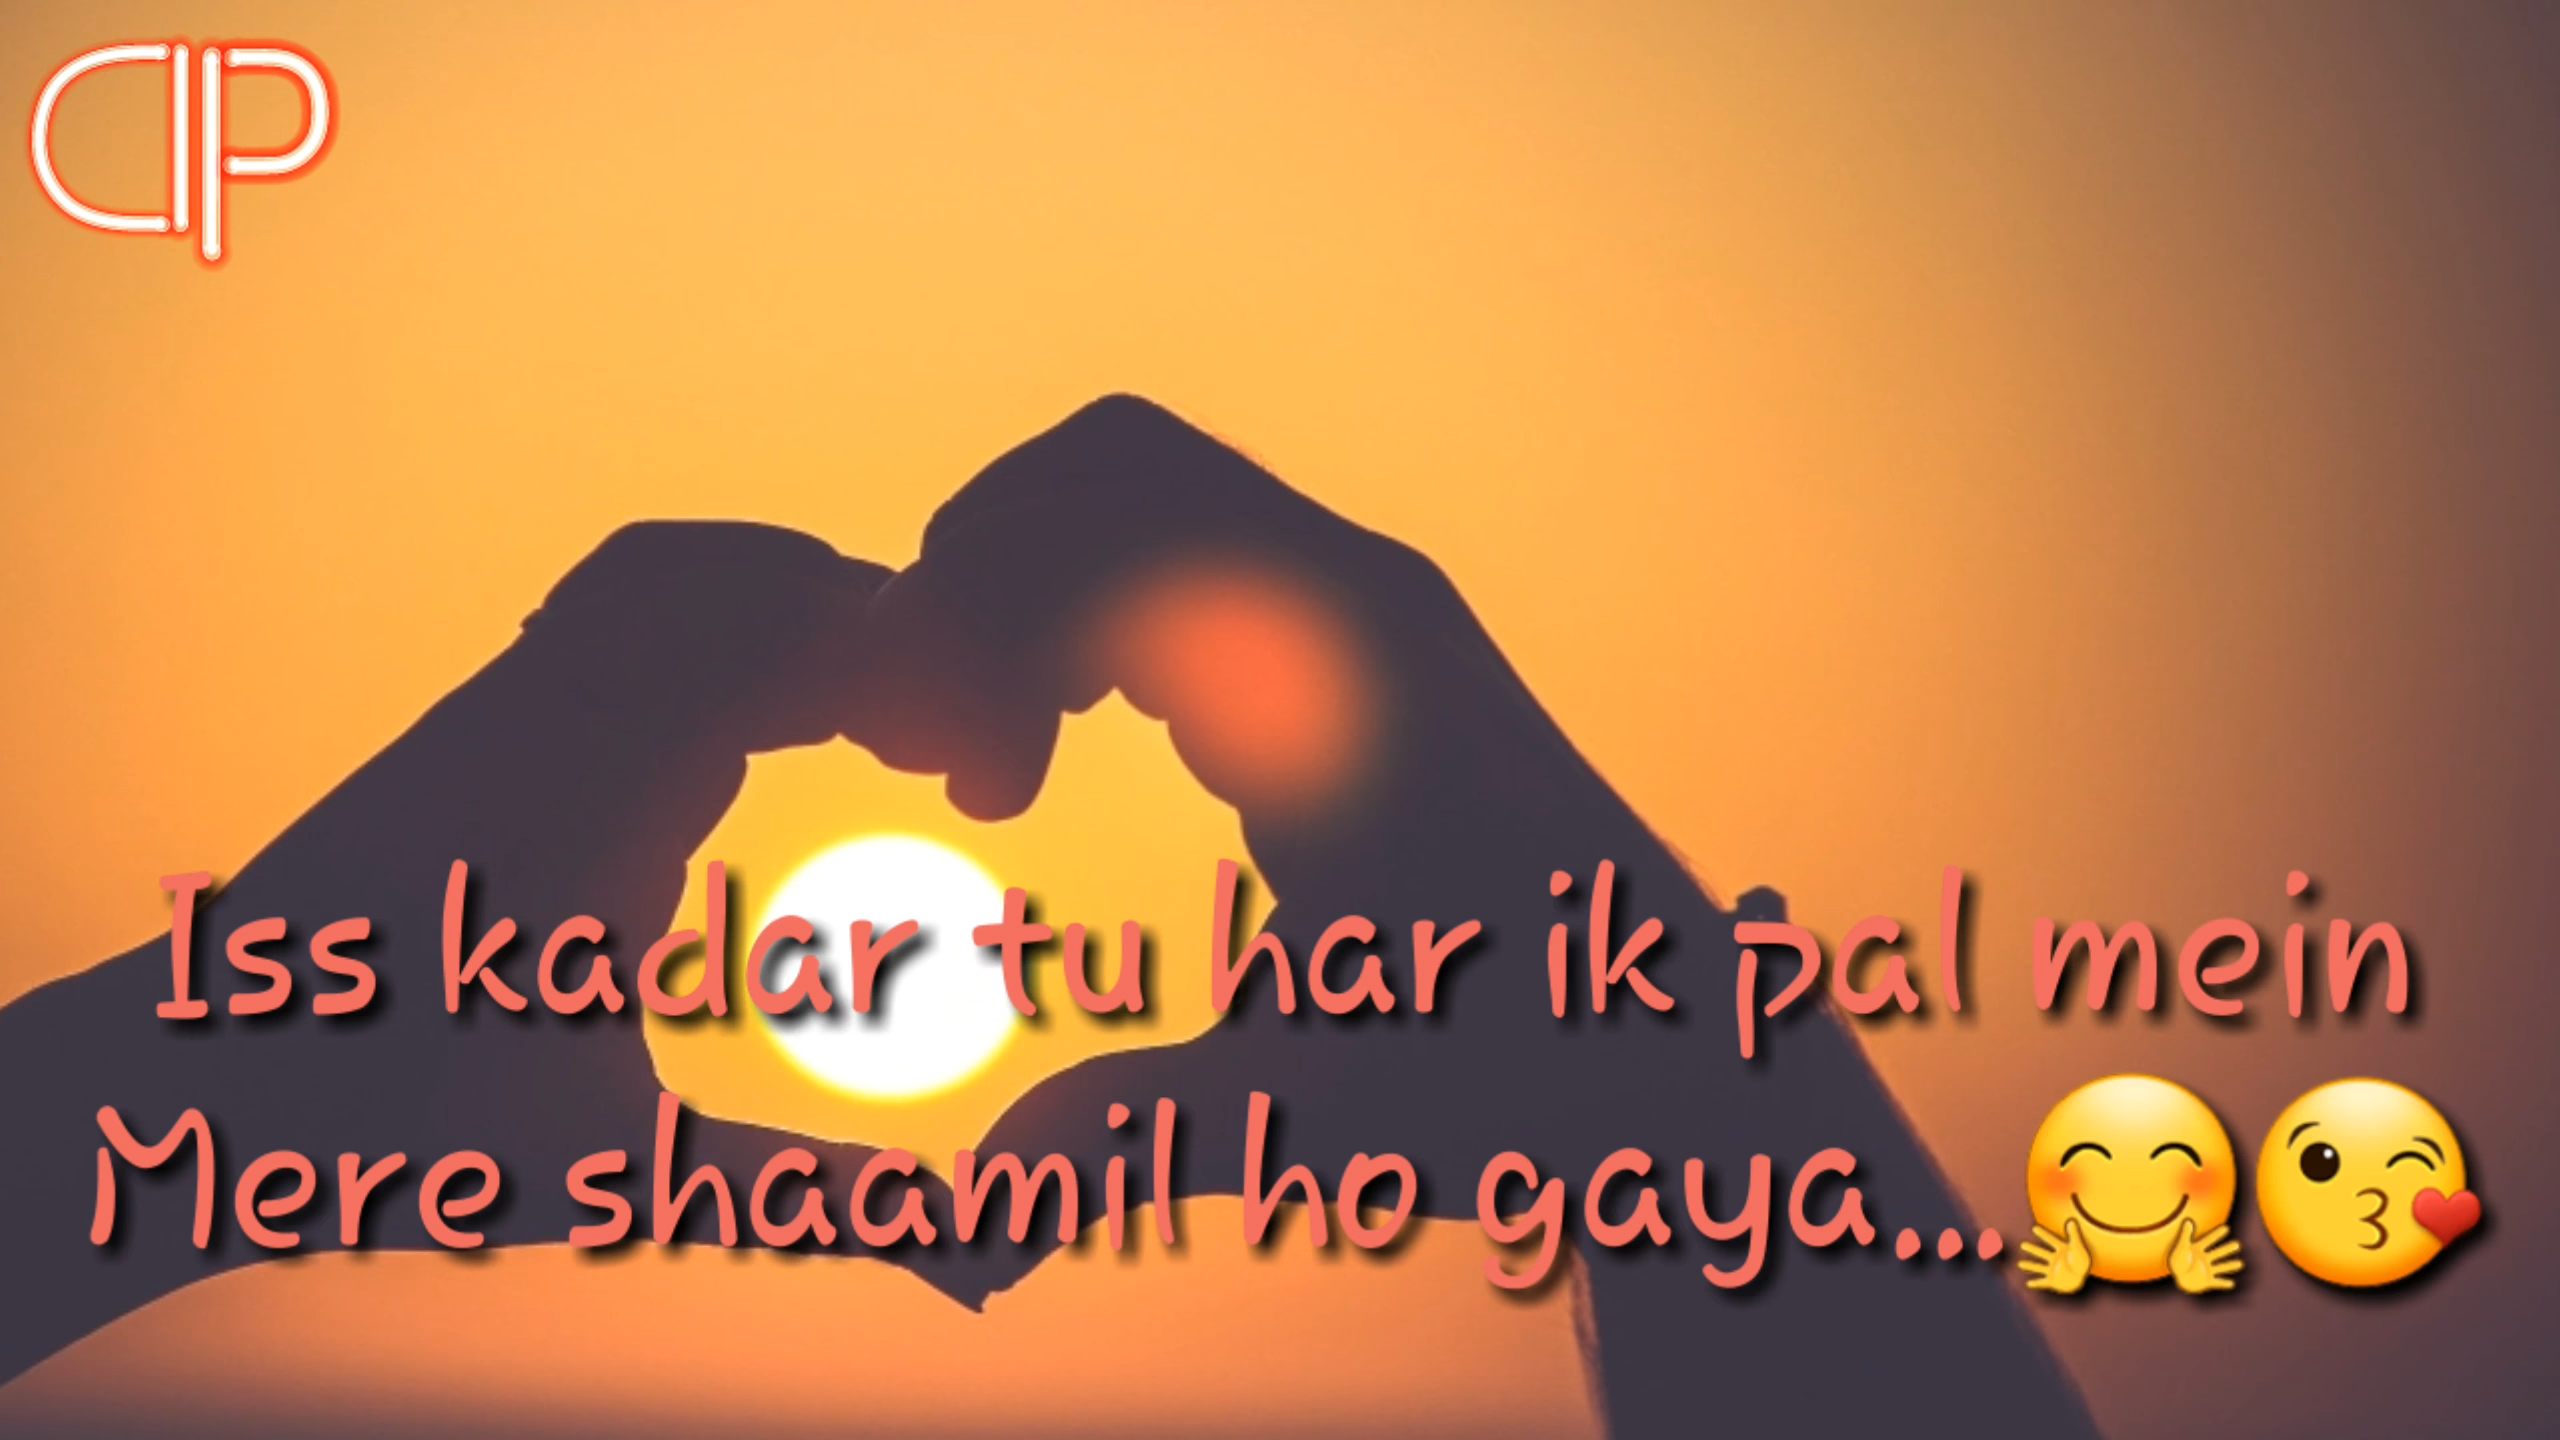 Iss kadar tu har ik pal mein
Mere shaamil ho gaya...🤗😘